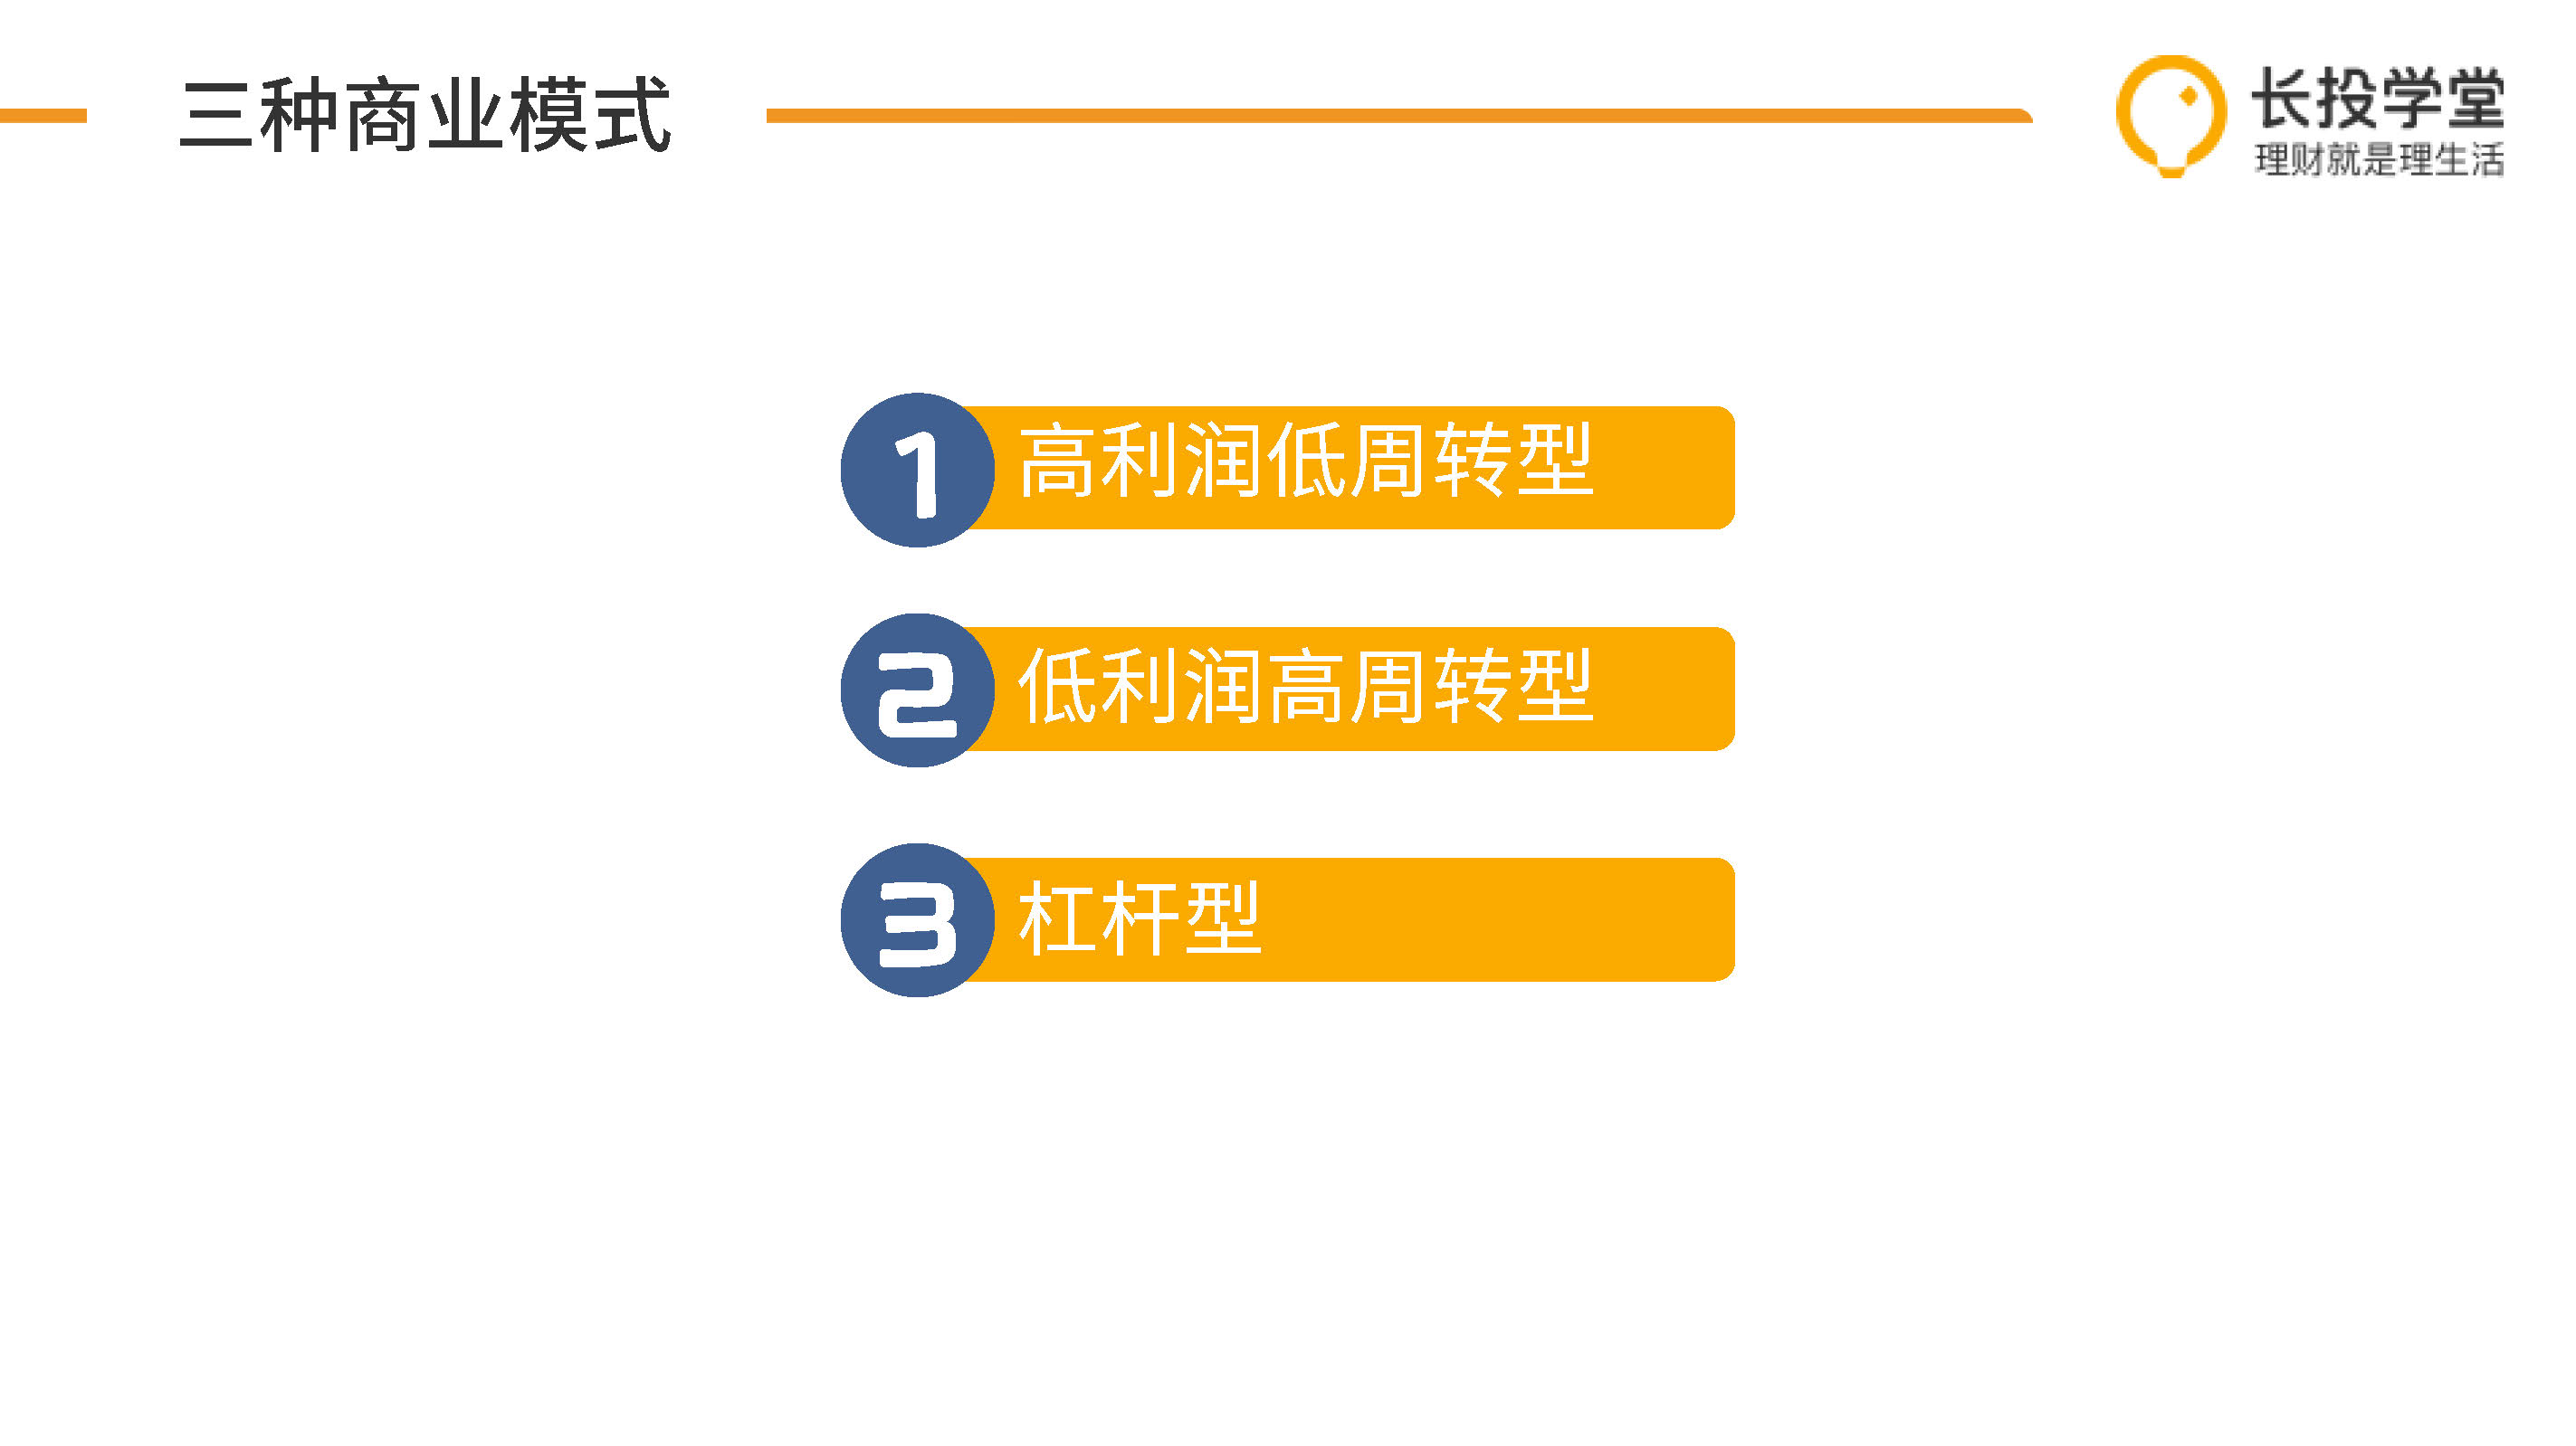 三种商业模式
长投学堂
理财就是理生活
1 高利润低周转型
2 低利润高周转型
3 杠杆型